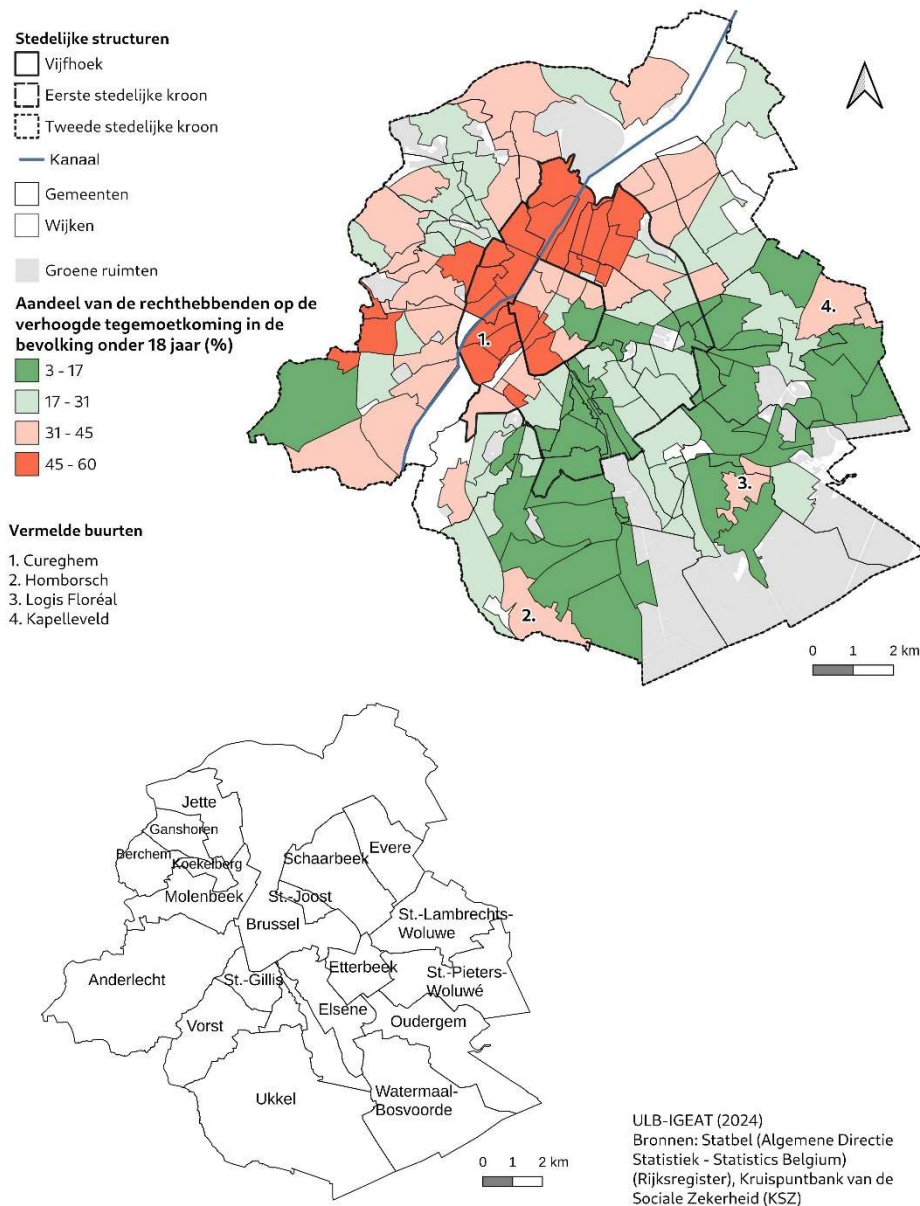 Stedelijke structuren
Vijfhoek
Eerste stedelijke kroon
Tweede stedelijke kroon
Kanaal
Gemeenten
Wijken
Groene ruimten
Aandeel van de rechthebbenden op de
verhoogde tegemoetkoming in de
bevolking onder 18 jaar (%)
3 - 17
17 - 31
31 - 45
45 - 60
Vermelde buurten
1. Cureghem
2. Homborsch
3. Logis Floréal
4. Kapelleveld
4.
1.
3.
2.
0 1 2 km
Jette
Ganshoren
Berchem
Koekelberg
Molenbeek
Schaarbeek
Evere
St.-Joost
Brussel
St.-Lambrechts-
Woluwe
Anderlecht
St.-Gillis
Etterbeek
St.-Pieters-
Woluwé
Elsene
Oudergem
Vorst
Ukkel
Watermaal-
Bosvoorde
0 1 2 km
ULB-IGEAT (2024)
Bronnen: Statbel (Algemene Directie
Statistiek - Statistics Belgium)
(Rijksregister), Kruispuntbank van de
Sociale Zekerheid (KSZ)